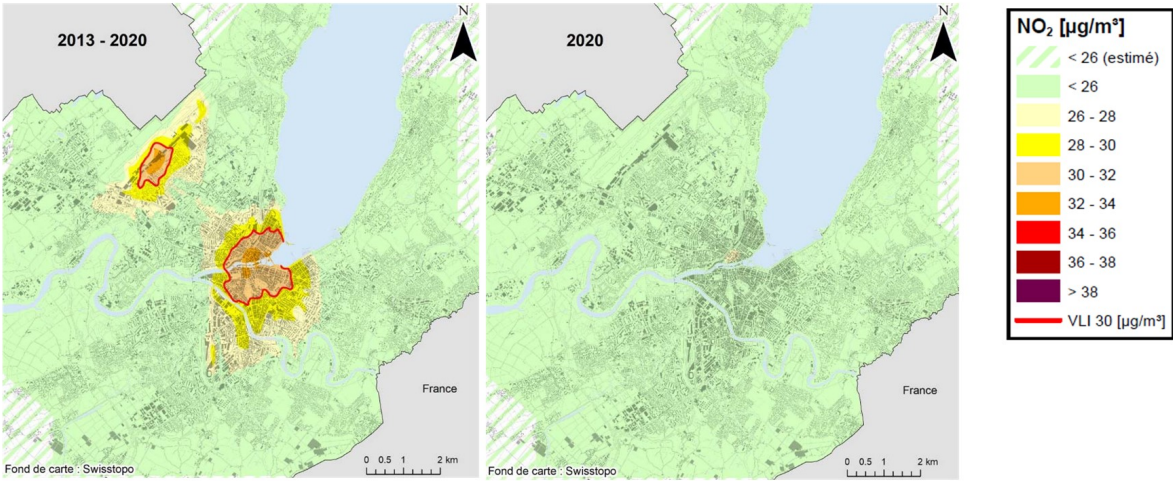 2013 - 2020
N
France
Fond de carte : Swisstopo
0 0.5 1 2 km
2020
N
France
Fond de carte : Swisstopo
0 0.5 1 2 km
NO₂ [µg/m³]
< 26 (estimé)
< 26
26 - 28
28 - 30
30 - 32
32 - 34
34 - 36
36 - 38
> 38
VLI 30 [µg/m³]